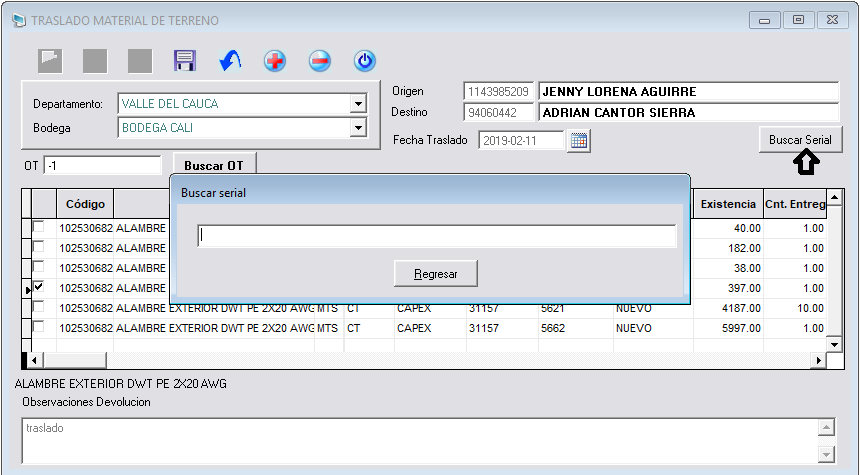 TRASLADO MATERIAL DE TERRENO
Departamento: VALLE DEL CAUCA
Bodega BODEGA CALI
Origen 1143985209 JENNY LORENA AGUIRRE
Destino 94060442 ADRIAN CANTOR SIERRA
Fecha Traslado 2019-02-11
Buscar Serial
OT -1 Buscar OT
Buscar serial
Regresar
Código Existencia Cnt. Entreg
102530682 ALAMBRE 40.00 1.00
102530682 ALAMBRE 182.00 1.00
102530682 ALAMBRE 38.00 1.00
102530682 ALAMBRE 397.00 1.00
102530682 ALAMBRE EXTERIOR DWT PE 2X20 AWG MTS CT CAPEX 31157 5621 NUEVO 4187.00 10.00
102530682 ALAMBRE EXTERIOR DWT PE 2X20 AWG MTS CT CAPEX 31157 5662 NUEVO 5997.00 1.00
ALAMBRE EXTERIOR DWT PE 2X20 AWG
Observaciones Devolucion
traslado